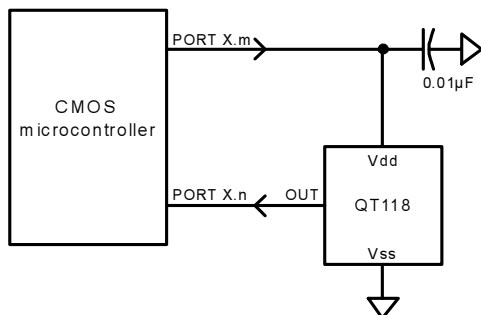 PORT X.m
0.01µF
CMOS
microcontroller
Vdd
PORT X.n
OUT
QT118
Vss